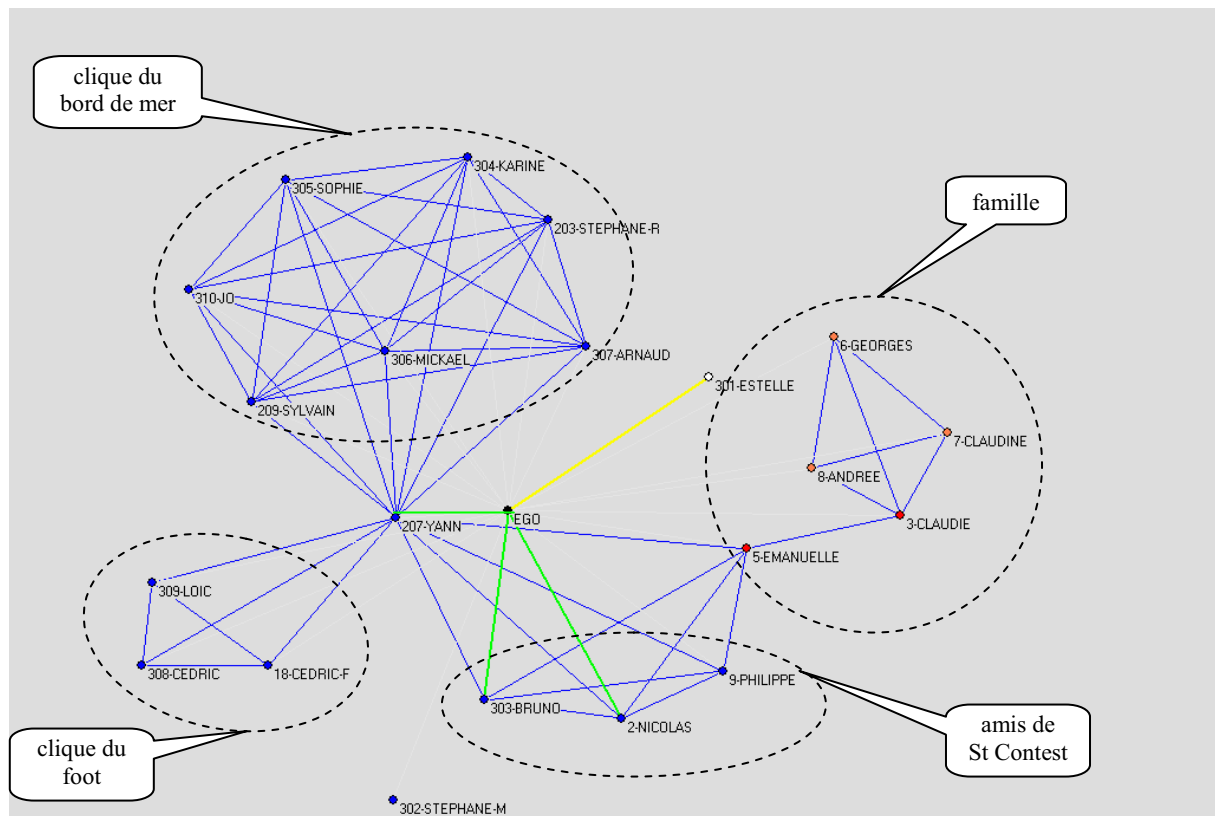 clique du
bord de mer
304-KARINE
305-SOPHIE
famille
203-STEPHANE-R
310-JO
6-GEORGES
306-MICKAEL
307-ARNAUD
301-ESTELLE
209-SYLVAIN
7-CLAUDINE
8-ANDREE
EGO
207-YANN
3-CLAUDIE
5-EMANUELLE
309-LOIC
308-CEDRIC
18-CEDRIC-F
9-PHILIPPE
303-BRUNO
2-NICOLAS
amis de
St Contest
clique du
foot
302-STEPHANE-M